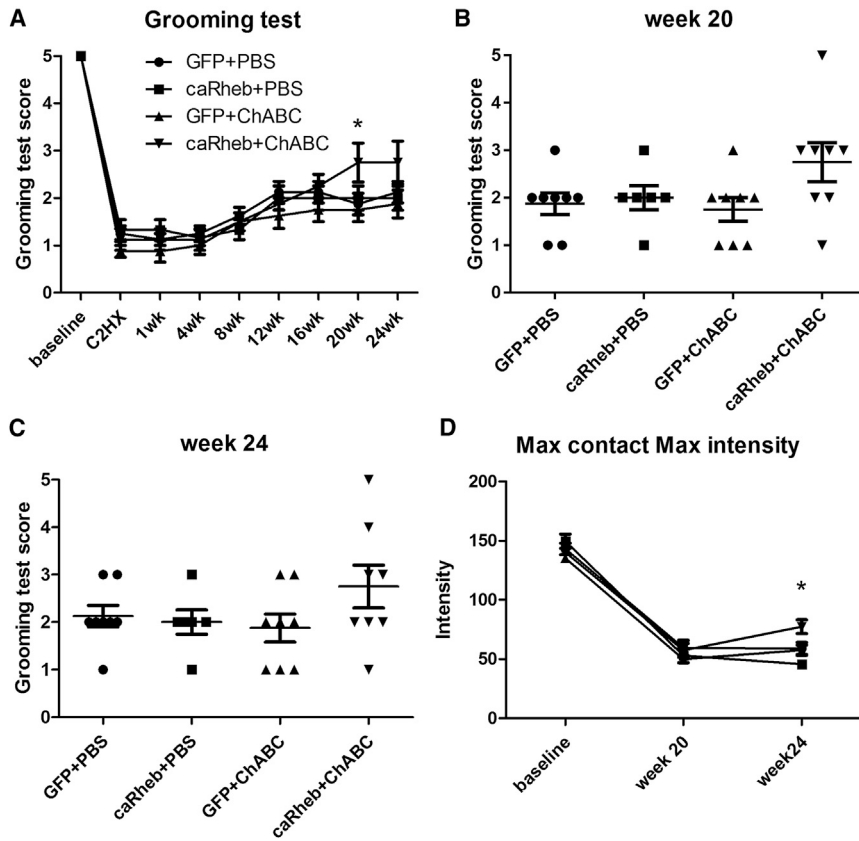 A
Grooming test
Grooming test score
5
4
3
2
1
0
GFP+PBS
caRheb+PBS
GFP+ChABC
caRheb+ChABC
*
baseline
C2HX
1wk
4wk
8wk
12wk
16wk
20wk
24wk
B
week 20
Grooming test score
5
4
3
2
1
0
GFP+PBS
caRheb+PBS
GFP+ChABC
caRheb+ChABC
C
week 24
Grooming test score
5
4
3
2
1
0
GFP+PBS
caRheb+PBS
GFP+ChABC
caRheb+ChABC
D
Max contact Max intensity
Intensity
200
150
100
50
0
*
baseline
week 20
week24